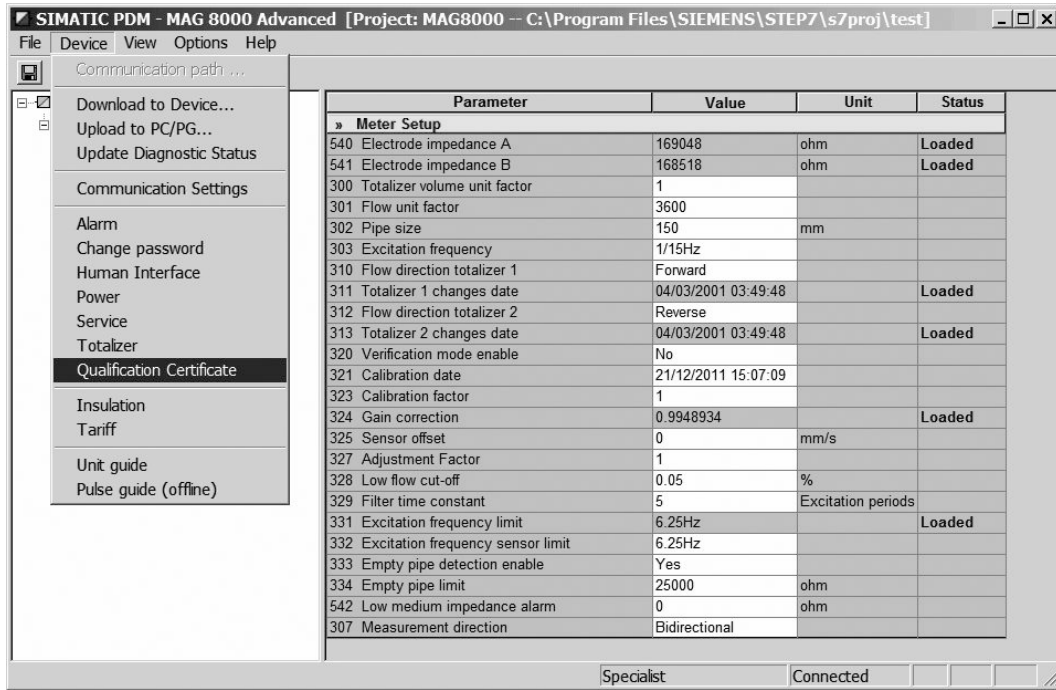 SIMATIC PDM - MAG 8000 Advanced [Project: MAG8000 -- C:\Program Files\SIEMENS\STEP7\s7proj\test]
File Device View Options Help
Communication path ...
Download to Device...
Upload to PC/PG...
Update Diagnostic Status
Communication Settings
Alarm
Change password
Human Interface
Power
Service
Totalizer
Qualification Certificate
Insulation
Tariff
Unit guide
Pulse guide (offline)
Parameter Value Unit Status
» Meter Setup
540 Electrode impedance A 169048 ohm Loaded
541 Electrode impedance B 168518 ohm Loaded
300 Totalizer volume unit factor 1
301 Flow unit factor 3600
302 Pipe size 150 mm
303 Excitation frequency 1/15Hz
310 Flow direction totalizer 1 Forward
311 Totalizer 1 changes date 04/03/2001 03:49:48 Loaded
312 Flow direction totalizer 2 Reverse
313 Totalizer 2 changes date 04/03/2001 03:49:48 Loaded
320 Verification mode enable No
321 Calibration date 21/12/2011 15:07:09
323 Calibration factor 1
324 Gain correction 0.9948934 Loaded
325 Sensor offset 0 mm/s
327 Adjustment Factor 1
328 Low flow cut-off 0.05 %
329 Filter time constant 5 Excitation periods
331 Excitation frequency limit 6.25Hz Loaded
332 Excitation frequency sensor limit 6.25Hz
333 Empty pipe detection enable Yes
334 Empty pipe limit 25000 ohm
542 Low medium impedance alarm 0 ohm
307 Measurement direction Bidirectional
Specialist Connected